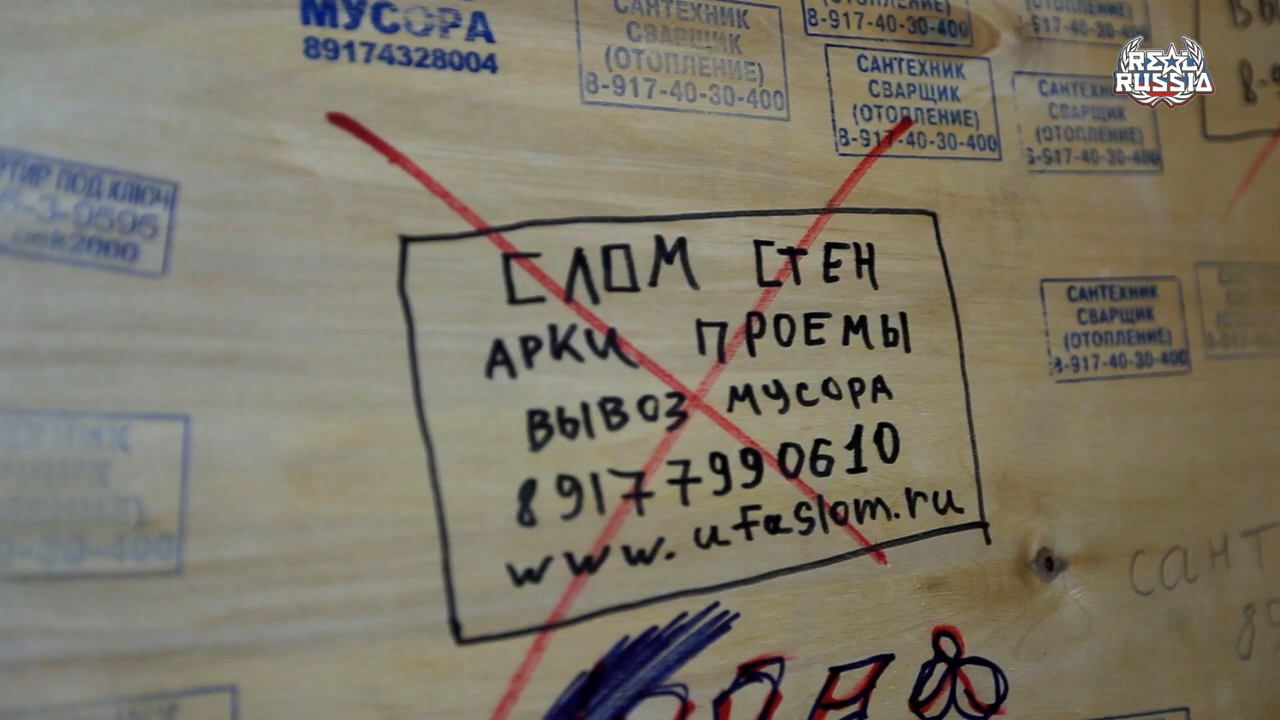 МУСОРА
89174328004
САНТЕХНИК
СВАРЩИК
(ОТОПЛЕНИЕ)
8-917-40-30-400
8-917-40-30-400
САНТЕХНИК
СВАРЩИК
(ОТОПЛЕНИЕ)
8-917-40-30-400
САНТЕХНИК
СВАРЩИК
(ОТОПЛЕНИЕ)
8-917-40-30-400
REAL
RUSSIA
ПОД КЛЮЧ
СЛОМ СТЕН
АРКИ ПРОЕМЫ
ВЫВОЗ МУСОРА
89177990610
www.ufaslom.ru
САНТЕХНИК
СВАРЩИК
(ОТОПЛЕНИЕ)
8-917-40-30-400